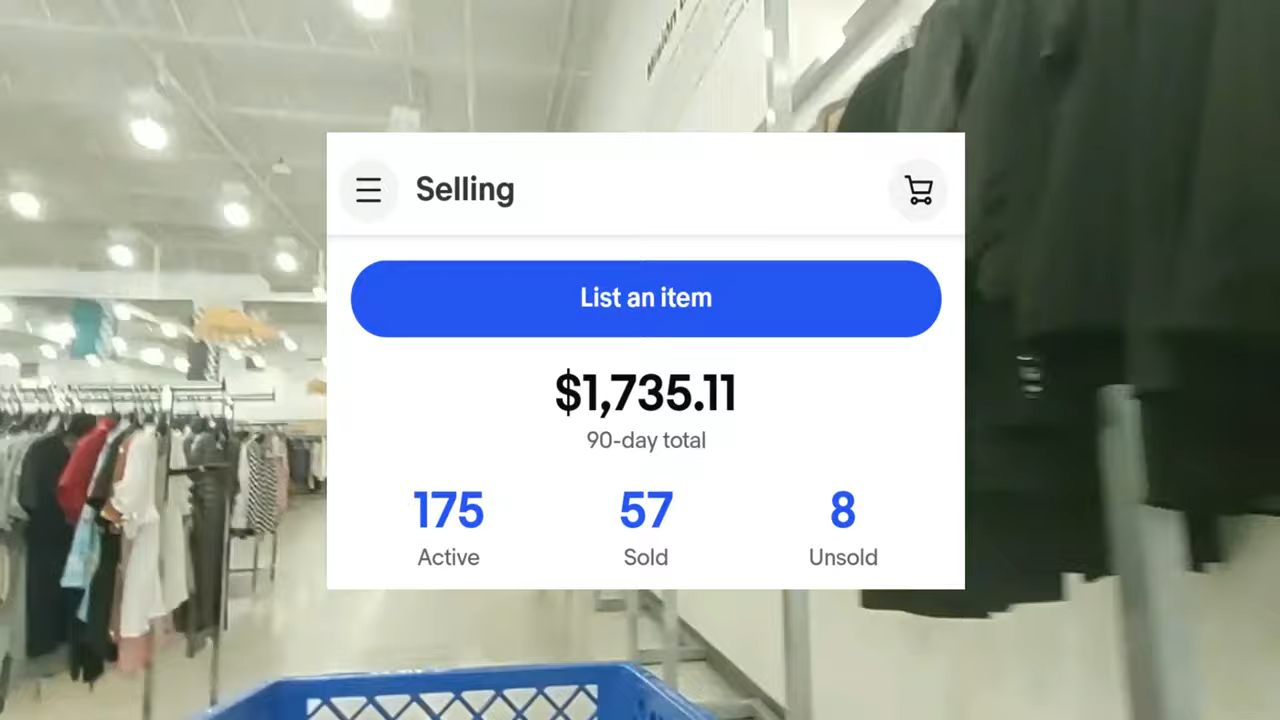 Selling
List an item
$1,735.11
90-day total
175
57
8
Active
Sold
Unsold